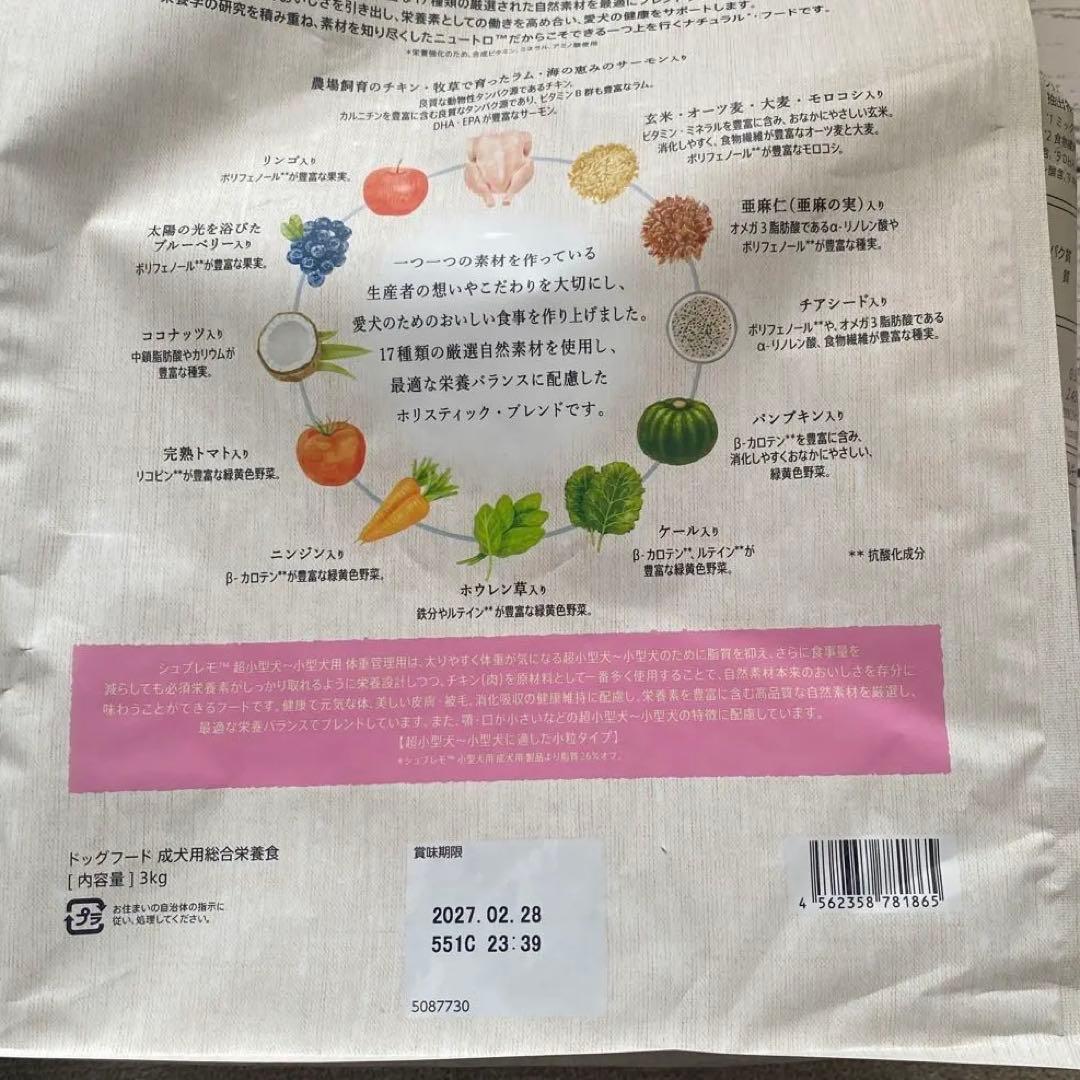 養学の研究を積み重ね、素材を知り尽くしたニュートロ™だからこそできる一つ上を行くナチュラル*・フードです。
*栄養強化のため、合成ビタミン、ミネラル、アミノ酸使用
農場飼育のチキン・牧草で育ったラム・海の恵みのサーモン入り
良質な動物性タンパク源であるチキン。
カルニチンを豊富に含む良質なタンパク源であり、ビタミンB群も豊富なラム。
DHA・EPAが豊富なサーモン。
玄米・オーツ麦・大麦・モロコシ入り
ビタミン・ミネラルを豊富に含み、おなかにやさしい玄米。
消化しやすく、食物繊維が豊富なオーツ麦と大麦。
ポリフェノール**が豊富なモロコシ。
リンゴ入り
ポリフェノール**が豊富な果実。
亜麻仁(亜麻の実)入り
オメガ3脂肪酸であるα-リノレン酸や
ポリフェノール**が豊富な種実。
太陽の光を浴びた
ブルーベリー入り
ポリフェノール**が豊富な果実。
一つ一つの素材を作っている
生産者の想いやこだわりを大切にし、
愛犬のためのおいしい食事を作り上げました。
17種類の厳選自然素材を使用し、
最適な栄養バランスに配慮した
ホリスティック・ブレンドです。
チアシード入り
ポリフェノール**や、オメガ3脂肪酸である
α-リノレン酸、食物繊維が豊富な種実。
ココナッツ入り
中鎖脂肪酸やカリウムが
豊富な種実。
パンプキン入り
β-カロテン**を豊富に含み、
消化しやすくおなかにやさしい、
緑黄色野菜。
完熟トマト入り
リコピン**が豊富な緑黄色野菜。
ニンジン入り
β-カロテン**が豊富な緑黄色野菜。
ホウレン草入り
鉄分やルテイン**が豊富な緑黄色野菜。
ケール入り
β-カロテン**、ルテイン**が
豊富な緑黄色野菜。
**抗酸化成分
シュプレモ™ 超小型犬〜小型犬用 体重管理用は、太りやすく体重が気になる超小型犬〜小型犬のために脂質を抑え、さらに食事量を
減らしても必須栄養素がしっかり取れるように栄養設計しつつ、チキン(肉)を原材料として一番多く使用することで、自然素材本来のおいしさを存分に
味わうことができるフードです。健康で元気な体、美しい皮膚・被毛、消化吸収の健康維持に配慮し、栄養素を豊富に含む高品質な自然素材を厳選し、
最適な栄養バランスでブレンドしています。また、顎・口が小さいなどの超小型犬〜小型犬の特徴に配慮しています。
【超小型犬〜小型犬に適した小粒タイプ】
*シュプレモ™ 小型犬用 成犬用 製品より脂質26%オフ。
ドッグフード 成犬用総合栄養食
[内容量] 3kg
プラ
お住まいの自治体の指示に
従い、処理してください。
賞味期限
2027.02.28
551C 23:39
5087730
4 562358 781865